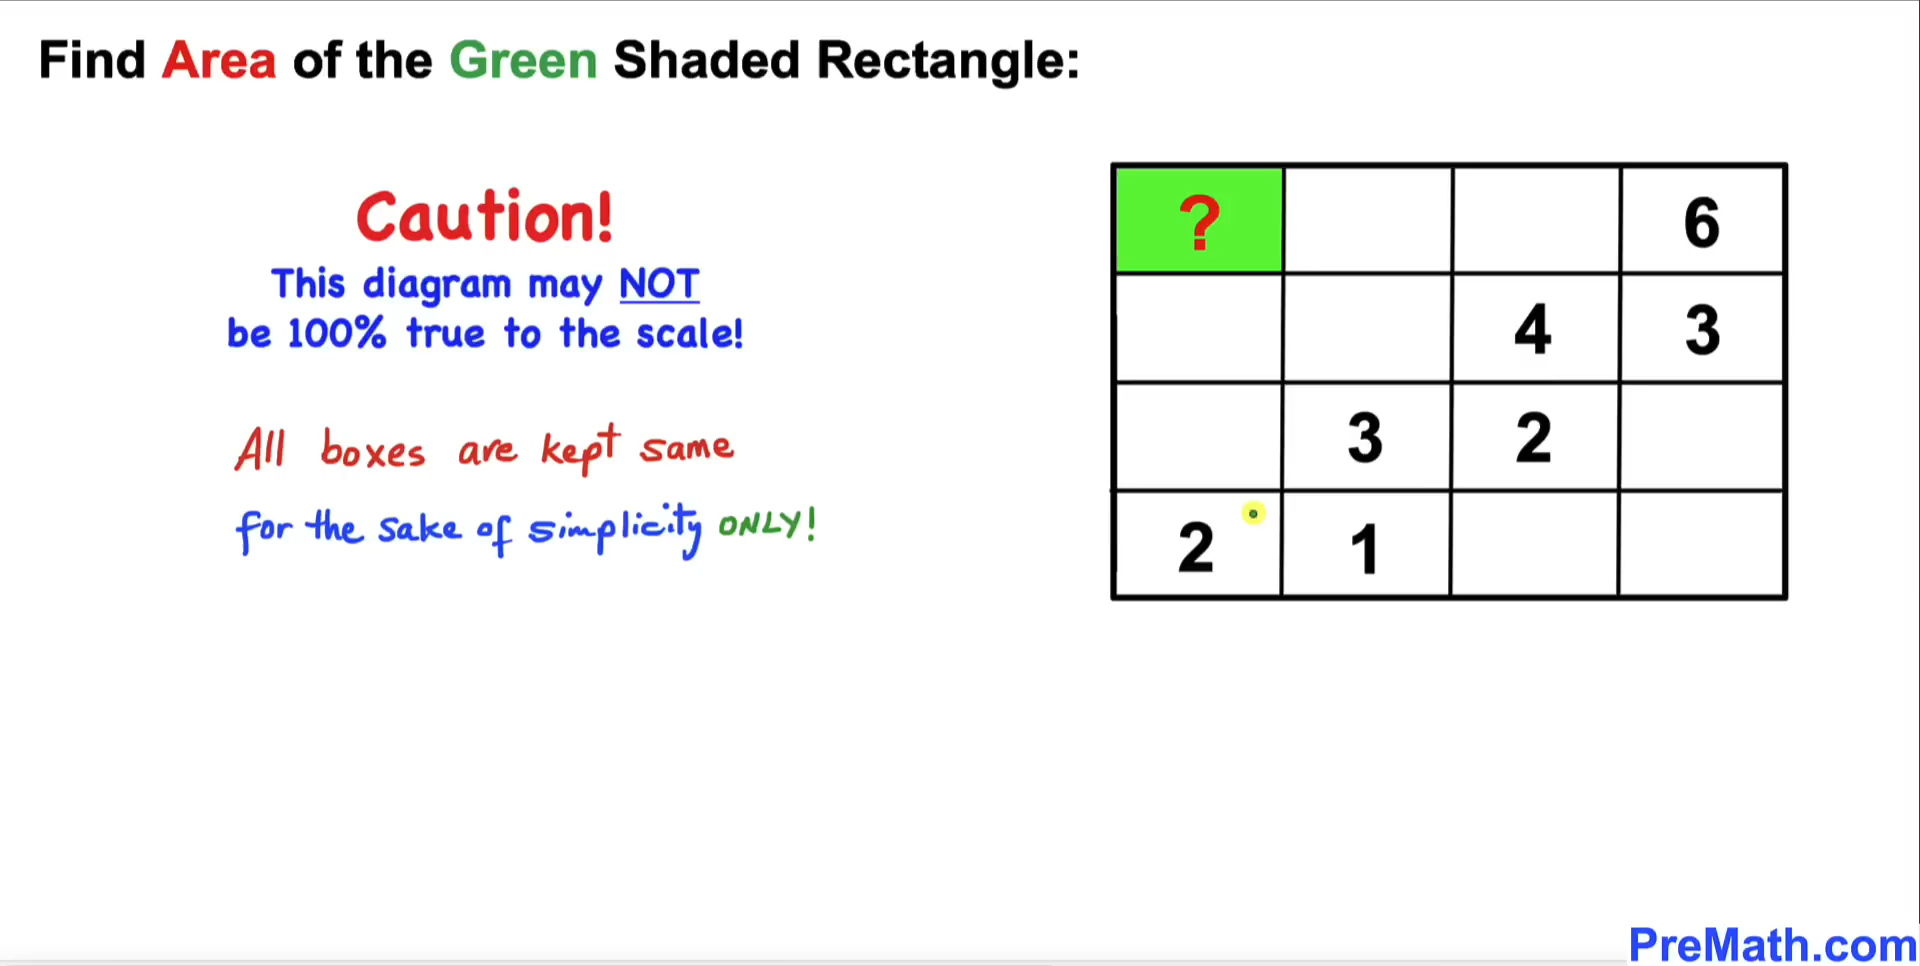 Find Area of the Green Shaded Rectangle:
Caution!
This diagram may NOT
be 100% true to the scale!
All boxes are kept same
for the sake of simplicity ONLY!
? 6
4 3
3 2
2 1
PreMath.com